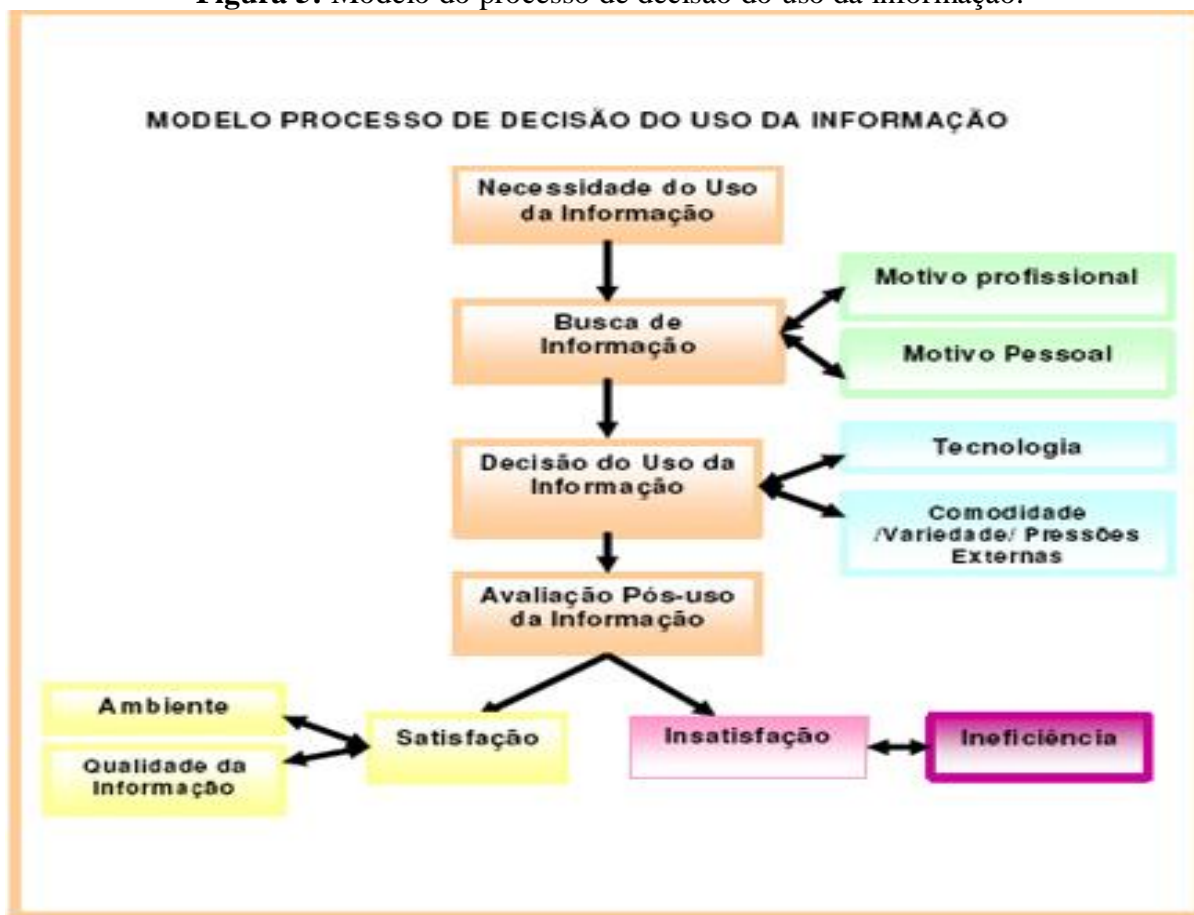 Figura 3: Modelo do processo de decisão do uso da informação.
MODELO PROCESSO DE DECISÃO DO USO DA INFORMAÇÃO
Necessidade do Uso
da Informação
Motivo profissional
Busca de
Informação
Motivo Pessoal
Tecnologia
Decisão do Uso da
Informação
Comodidade
/Variedade/ Pressões
Externas
Avaliação Pós-uso
da Informação
Ambiente
Satisfação
Qualidade da
Informação
Insatisfação
Ineficiência